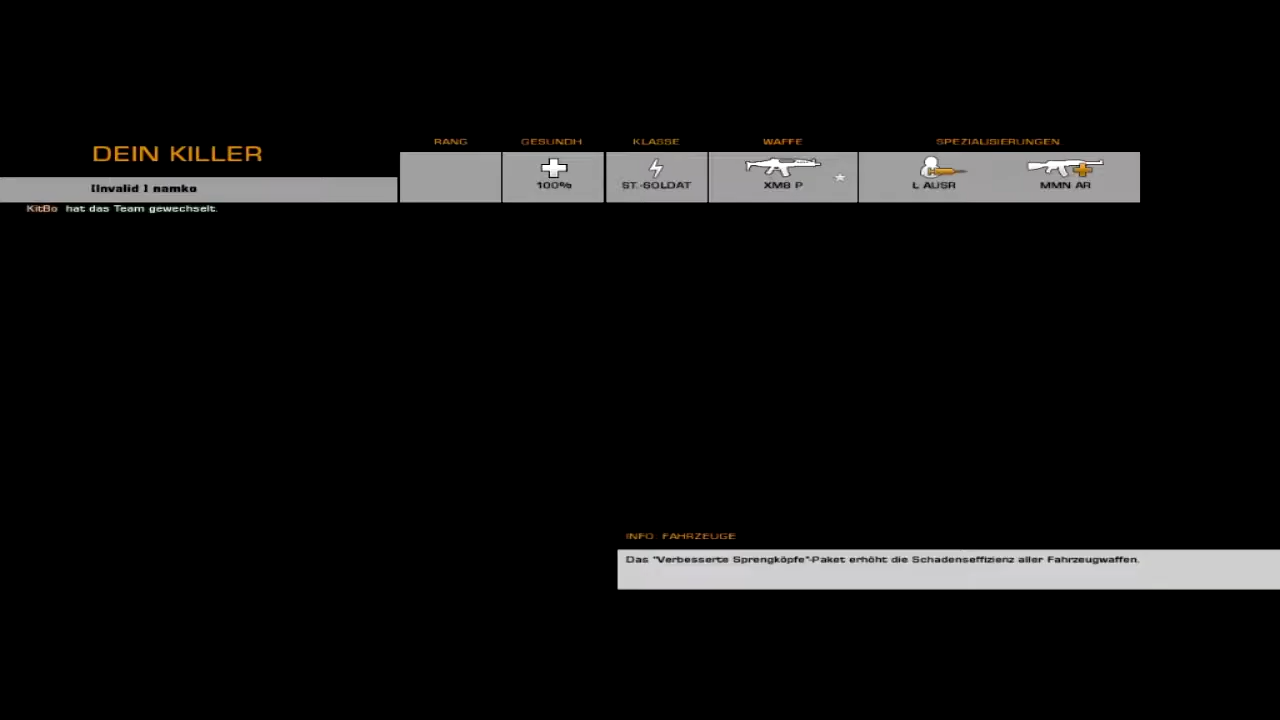 DEIN KILLER
RANG
GESUNDH
KLASSE
WAFFE
SPEZIALISIERUNGEN
[Invalid ] namko
100%
ST.-SOLDAT
XM8 P
L AUSR
MMN AR
KitBo hat das Team gewechselt.
INFO: FAHRZEUGE
Das "Verbesserte Sprengköpfe"-Paket erhöht die Schadenseffizienz aller Fahrzeugwaffen.